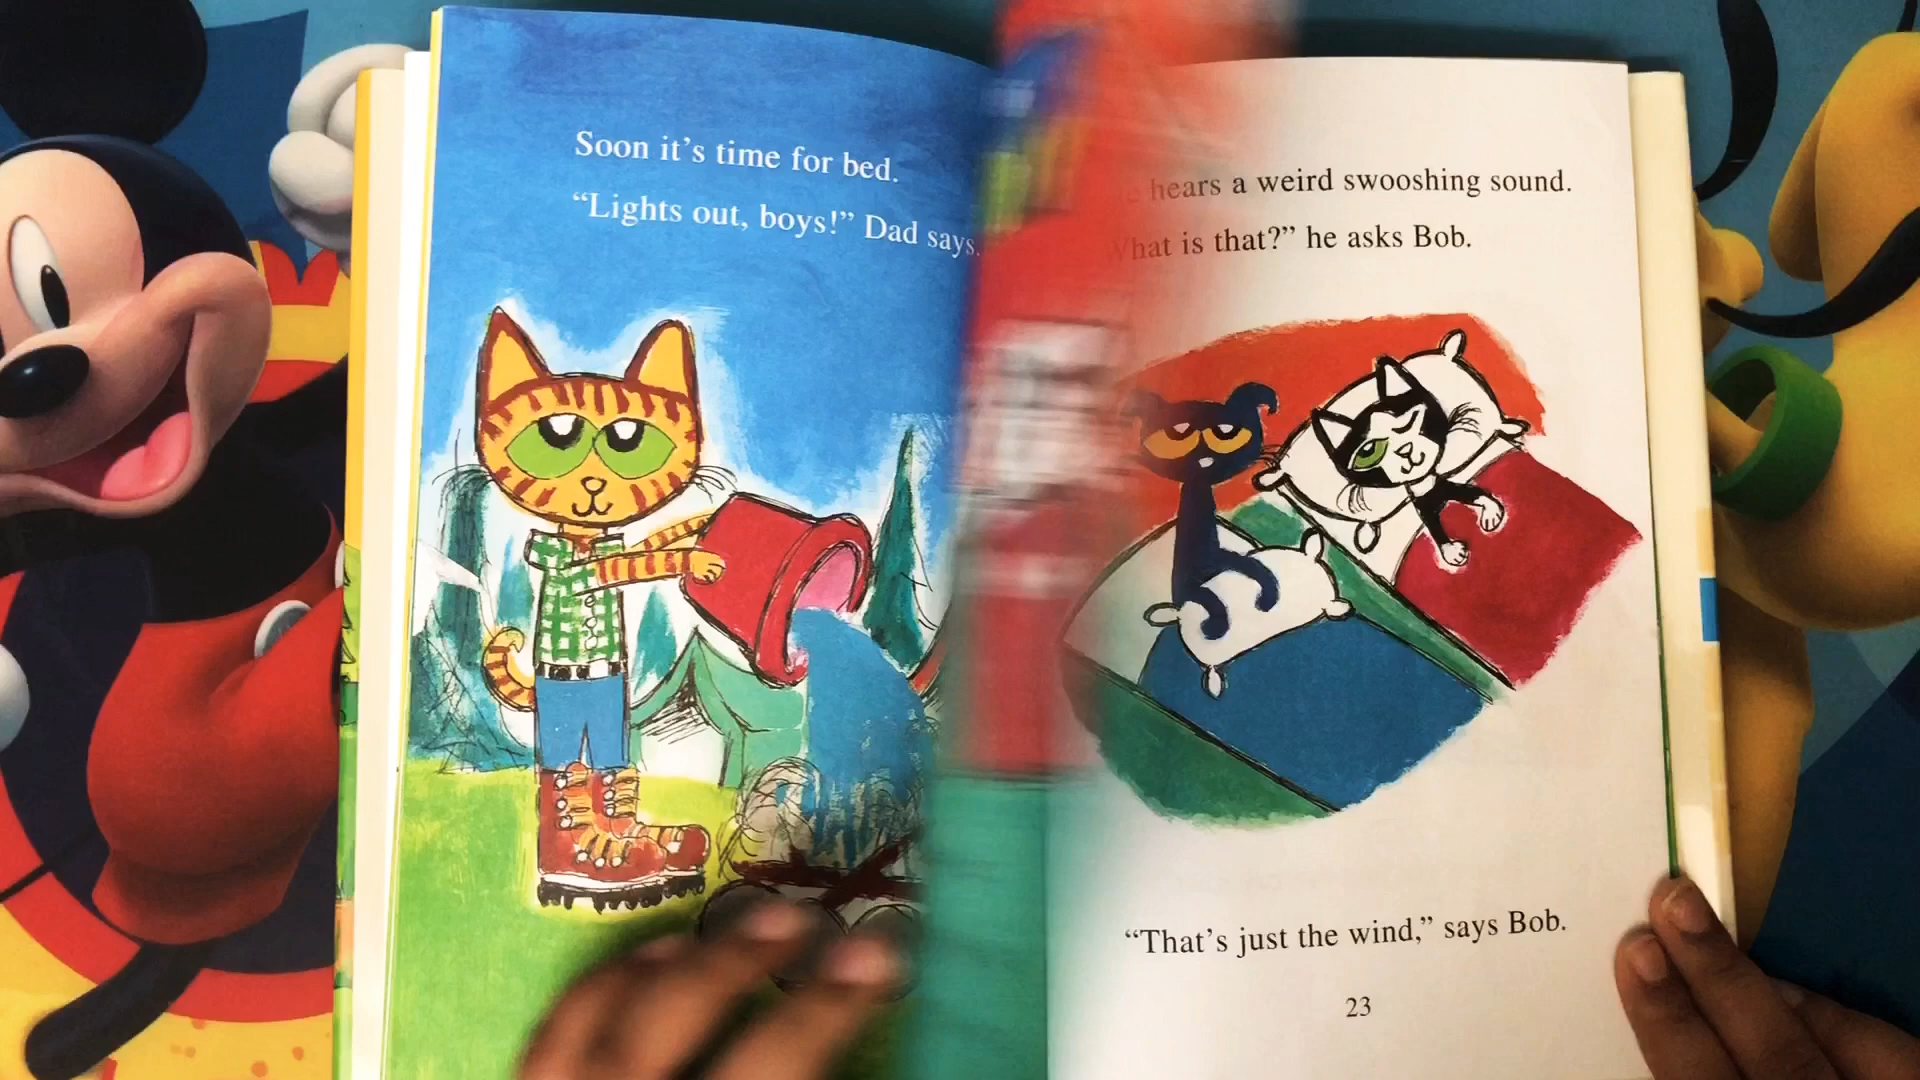 Soon it's time for bed.
“Lights out, boys!” Dad says.
hears a weird swooshing sound.
What is that?” he asks Bob.
“That's just the wind,” says Bob.
23